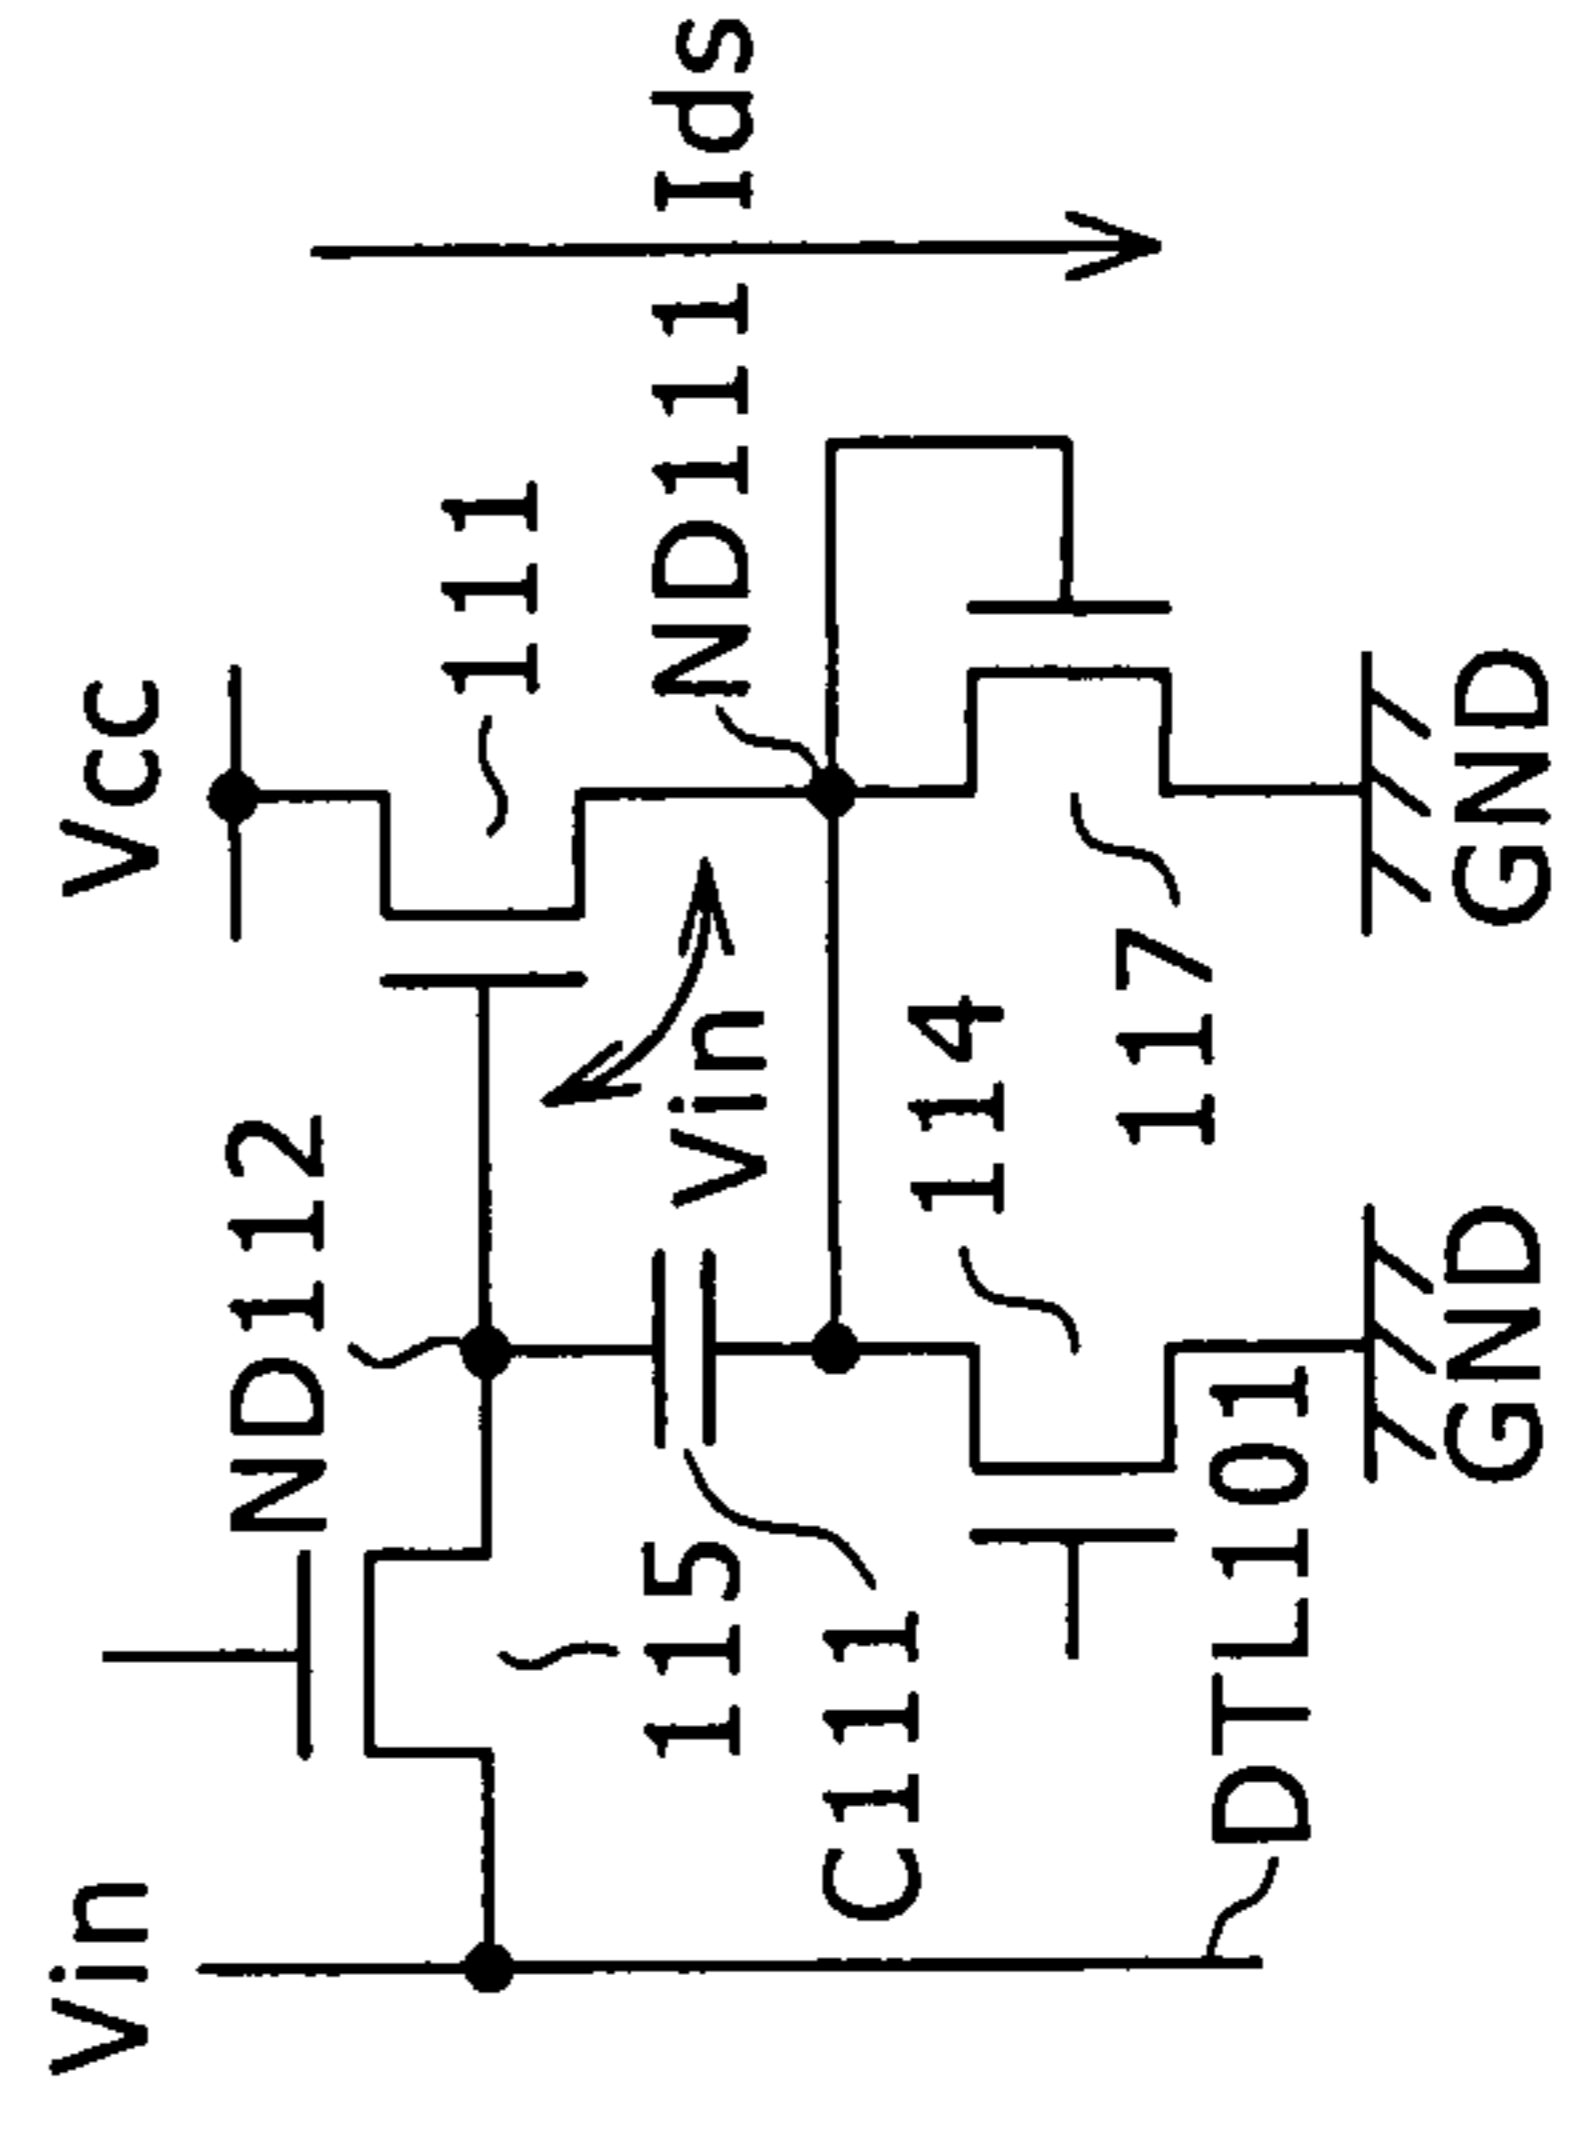 Vin
Vcc
ND112
111
115
Vin
ND111
Ids
C111
114
117
DTL101
GND
GND